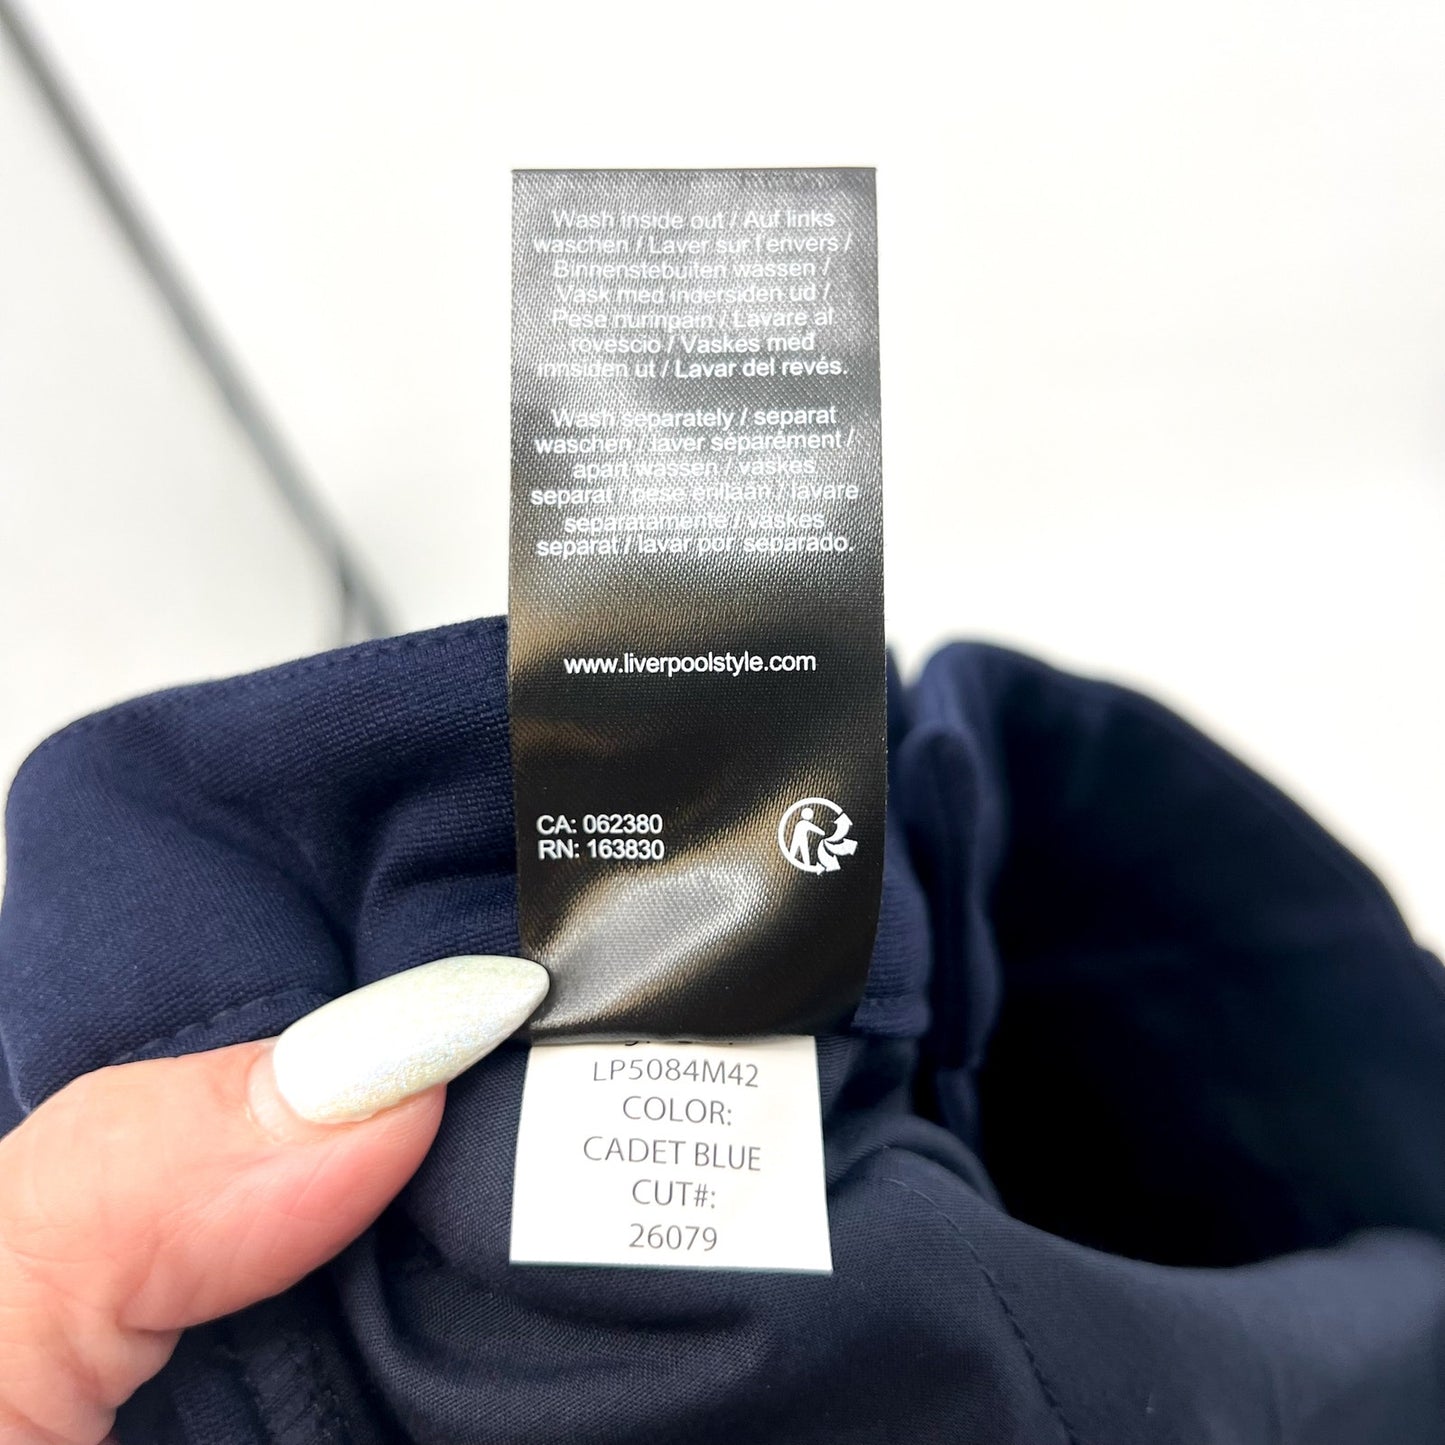 Wash inside out / Auf links
waschen / Laver sur l'envers /
Binnenstebuiten wassen /
Vask med indersiden ud /
Pese nurinpäin / Lavare al
rovescio / Vaskes med
innsiden ut / Lavar del revés.
Wash separately / separat
waschen / laver séparément /
apart wassen / vaskes
separat / pese erillään / lavare
separatamente / vaskes
separat / lavar por separado.
www.liverpoolstyle.com
CA: 062380
RN: 163830
LP5084M42
COLOR:
CADET BLUE
CUT#:
26079